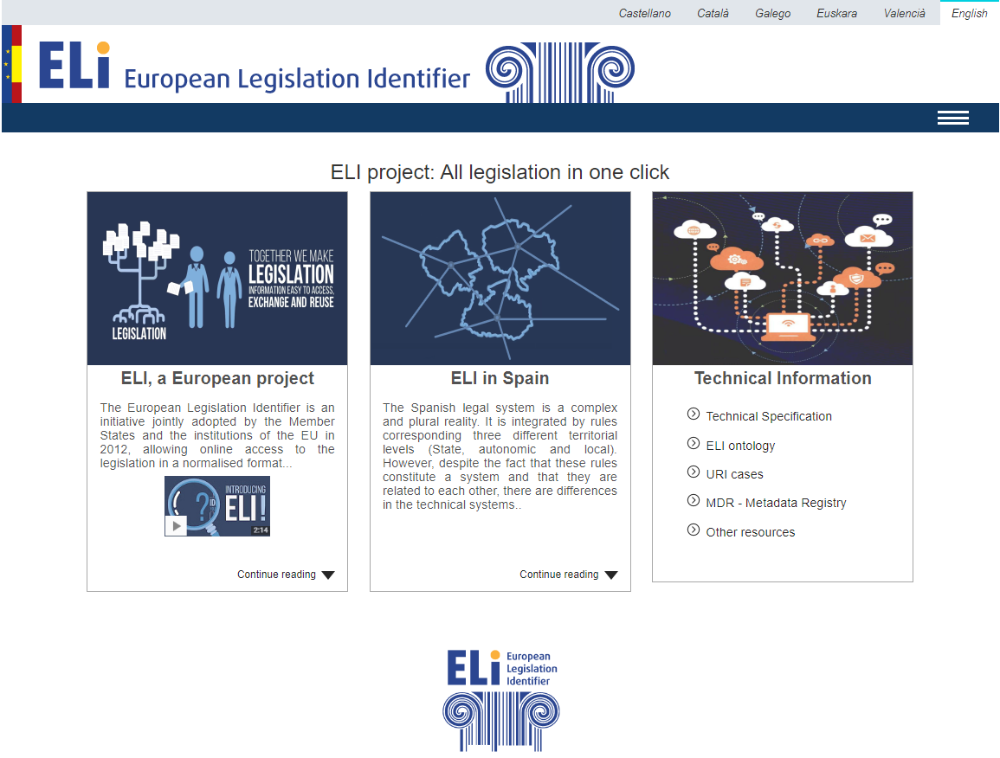 Castellano Català Galego Euskara Valencià English
ELi European Legislation Identifier
ELI project: All legislation in one click
TOGETHER WE MAKE
LEGISLATION
INFORMATION EASY TO ACCESS,
EXCHANGE AND REUSE
LEGISLATION
ELI, a European project
The European Legislation Identifier is an
initiative jointly adopted by the Member
States and the institutions of the EU in
2012, allowing online access to the
legislation in a normalised format...
INTRODUCING
ELI!
?
ID
2:14
Continue reading
ELI in Spain
The Spanish legal system is a complex
and plural reality. It is integrated by rules
corresponding three different territorial
levels (State, autonomic and local).
However, despite the fact that these rules
constitute a system and that they are
related to each other, there are differences
in the technical systems..
Continue reading
Technical Information
Technical Specification
ELI ontology
URI cases
MDR - Metadata Registry
Other resources
ELi
European
Legislation
Identifier